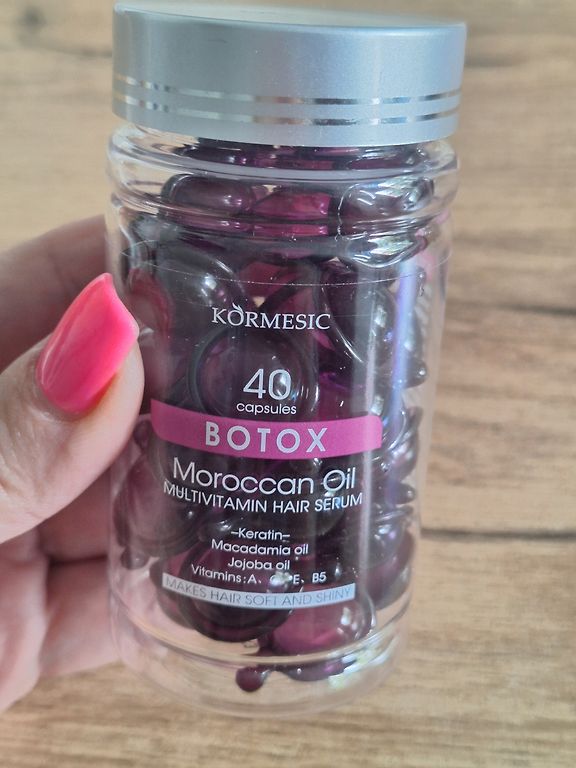 KORMESIC
40
capsules
BOTOX
Moroccan Oil
MULTIVITAMIN HAIR SERUM
–Keratin–
Macadamia oil
Jojoba oil
Vitamins:A、 E、B5
MAKES HAIR SOFT AND SHINY